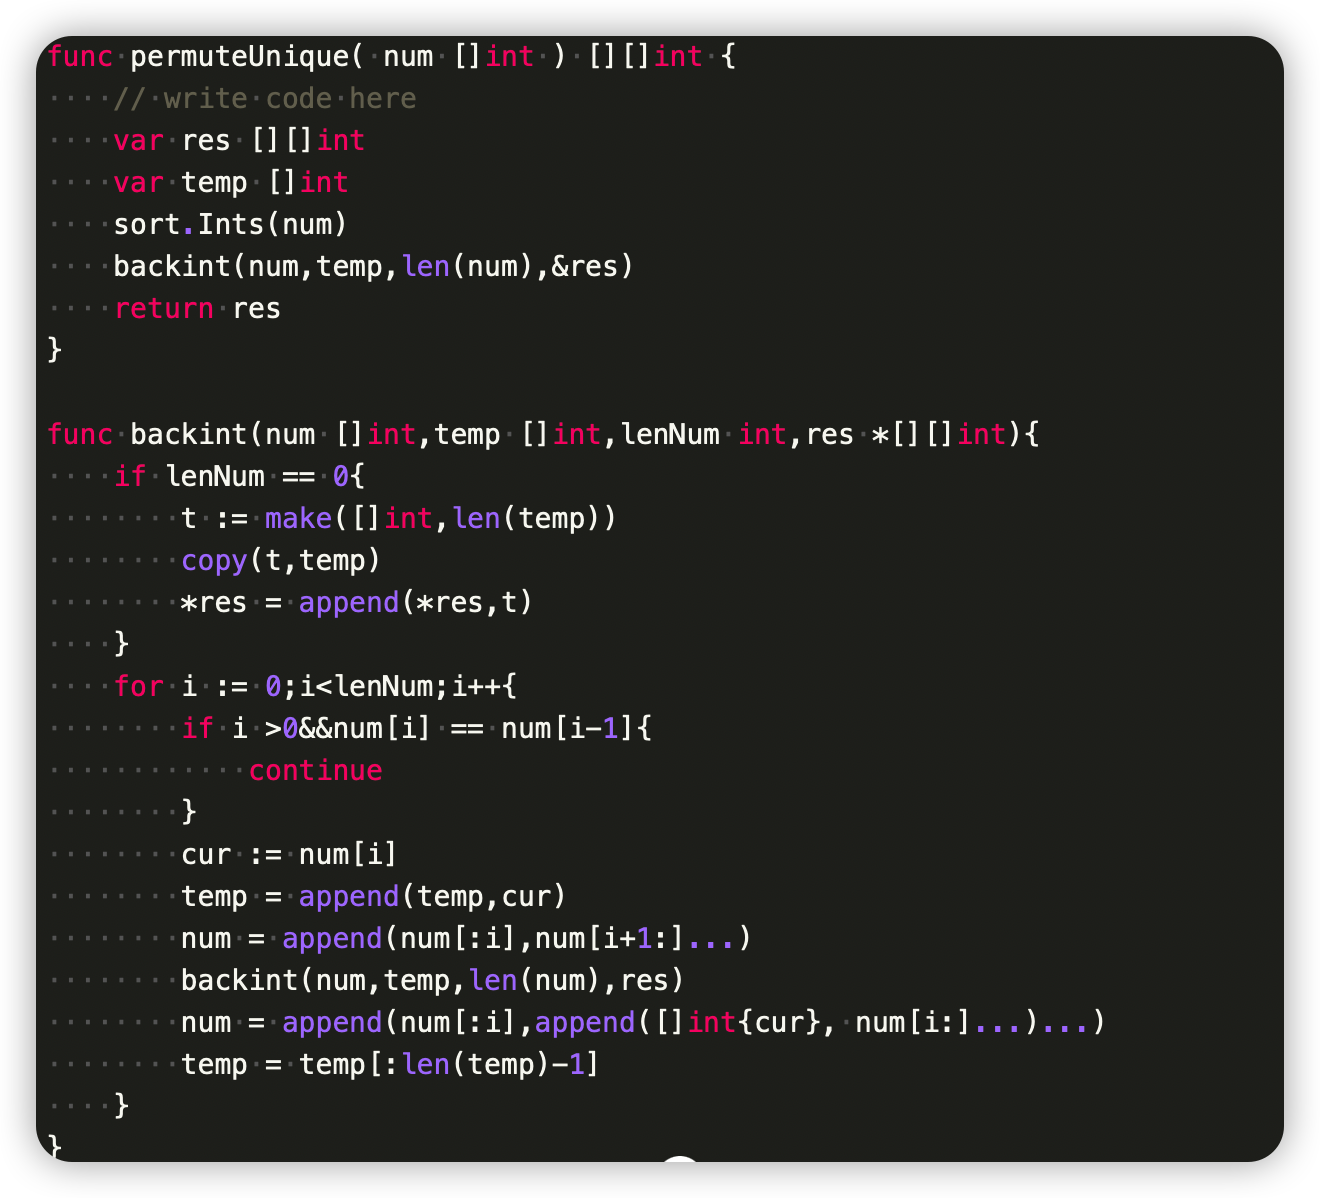 func permuteUnique( num []int ) [][]int {
    // write code here
    var res [][]int
    var temp []int
    sort.Ints(num)
    backint(num,temp,len(num),&res)
    return res
}

func backint(num []int,temp []int,lenNum int,res *[][]int){
    if lenNum == 0{
        t := make([]int,len(temp))
        copy(t,temp)
        *res = append(*res,t)
    }
    for i := 0;i<lenNum;i++{
        if i >0&&num[i] == num[i-1]{
            continue
        }
        cur := num[i]
        temp = append(temp,cur)
        num = append(num[:i],num[i+1:]...)
        backint(num,temp,len(num),res)
        num = append(num[:i],append([]int{cur}, num[i:]...)...)
        temp = temp[:len(temp)-1]
    }
}